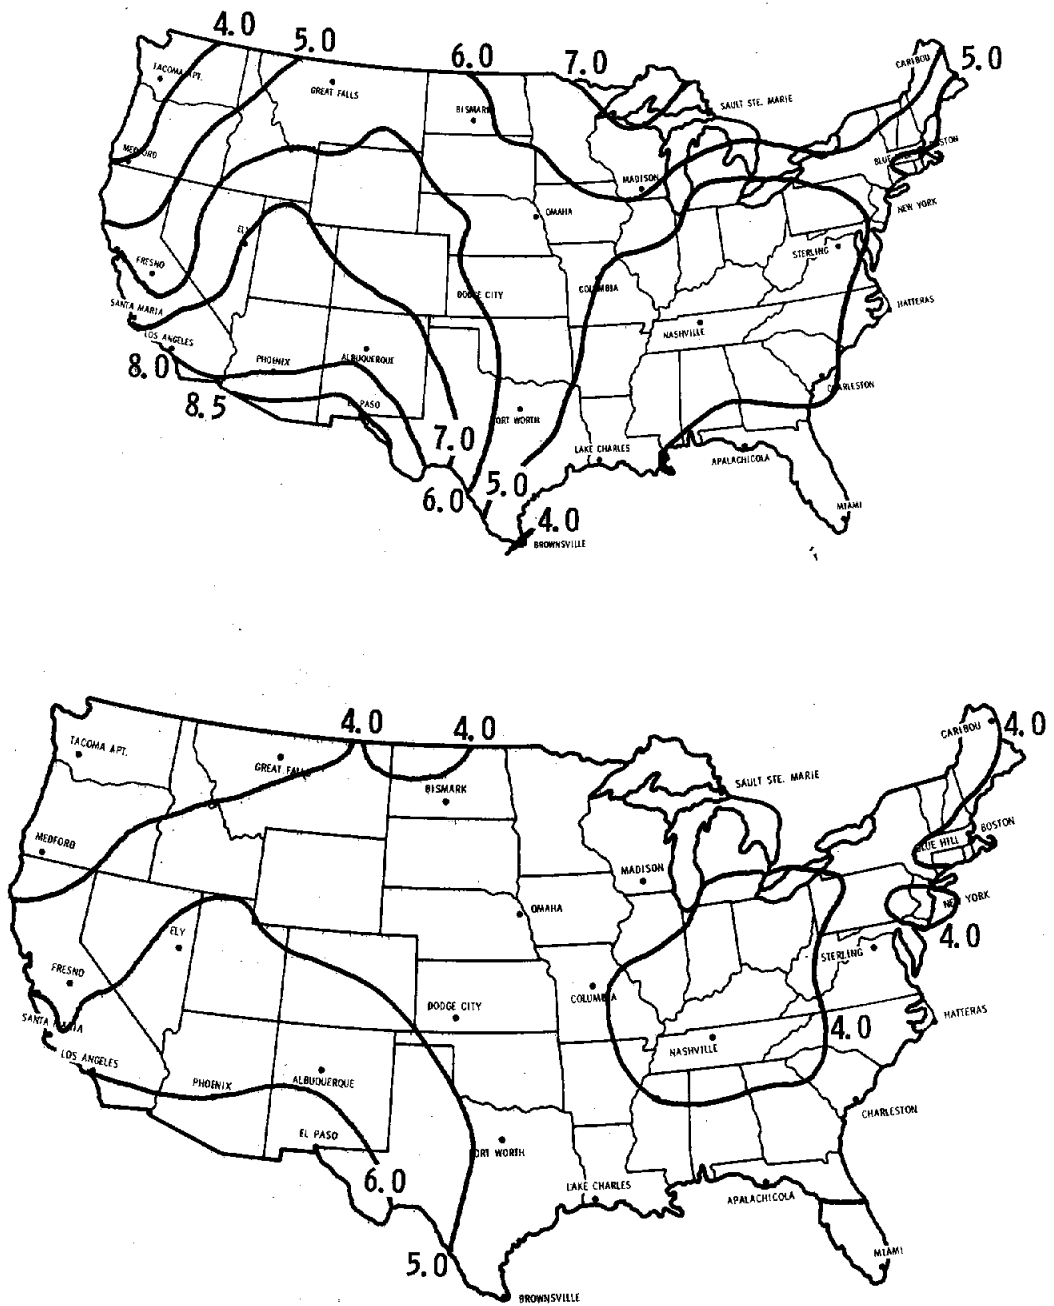 4.0
5.0
6.0
7.0
5.0
CARIBOU
TACOMA APT.
GREAT FALLS
SAULT STE. MARIE
BISMARK
BOSTON
MEDFORD
BLUE
MADISON
NEW YORK
OMAHA
ELY
STERLING
FRESNO
DODGE CITY
COLUMBIA
HATTERAS
SANTA MARIA
LOS ANGELES
NASHVILLE
8.0
PHOENIX
ALBUQUERQUE
CHARLESTON
8.5
EL PASO
ORT WORTH
7.0
LAKE CHARLES
APALACHICOLA
6.0
5.0
4.0
MIAMI
BROWNSVILLE
4.0
4.0
4.0
CARIBOU
TACOMA APT.
GREAT FALLS
SAULT STE. MARIE
BISMARK
BOSTON
MEDFORD
BLUE HILL
MADISON
NEW YORK
OMAHA
4.0
ELY
STERLING
FRESNO
COLUMBIA
DODGE CITY
HATTERAS
SANTA MARIA
4.0
NASHVILLE
LOS ANGELES
PHOENIX
ALBUQUERQUE
CHARLESTON
EL PASO
ORT WORTH
6.0
LAKE CHARLES
APALACHICOLA
5.0
MIAMI
BROWNSVILLE